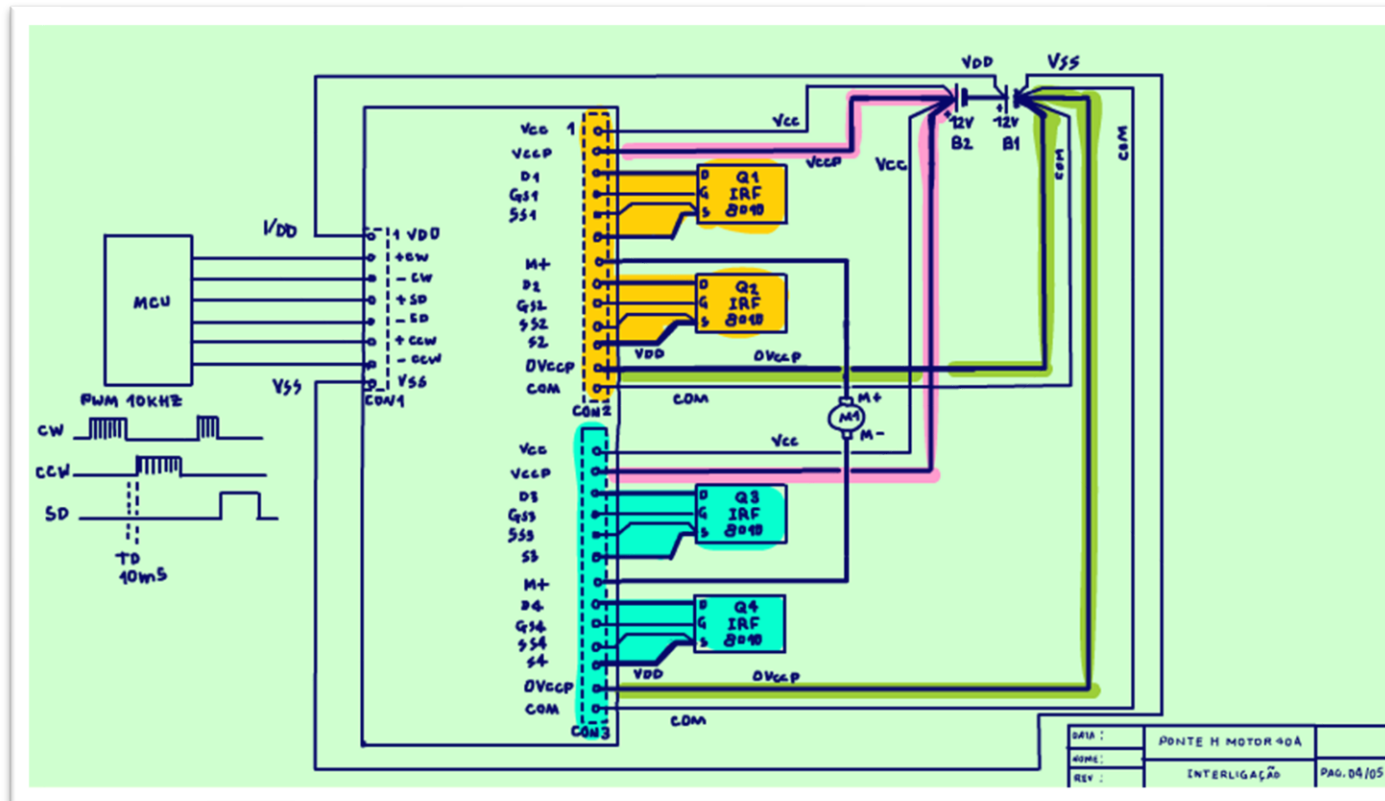 VDD VSS
Vcc 1 Vcc
12V 12V
B2 B1
VccP VccP Vcc COM COM
D1 D Q1
GS1 G IRF
SS1 S 8010
VDD 1 VDD
MCU +CW
-CW
+SD
-SD
+CCW
-CCW
VSS VSS
CON1
M+
D2 D Q2
GS2 G IRF
SS2 S 8010
S2 VDD
0VccP 0VccP
COM COM
CON2
M+
M1
M-
PWM 10KHZ
CW
CCW
SD
TD
10mS
Vcc Vcc
VccP
D3 D Q3
GS3 G IRF
SS3 S 8010
S3
M+
D4 D Q4
GS4 G IRF
SS4 S 8010
S4 VDD
0VccP 0VccP
COM COM
CON3
DATA: PONTE H MOTOR 40A
NOME:
REV: INTERLIGAÇÃO PAG. 04/05